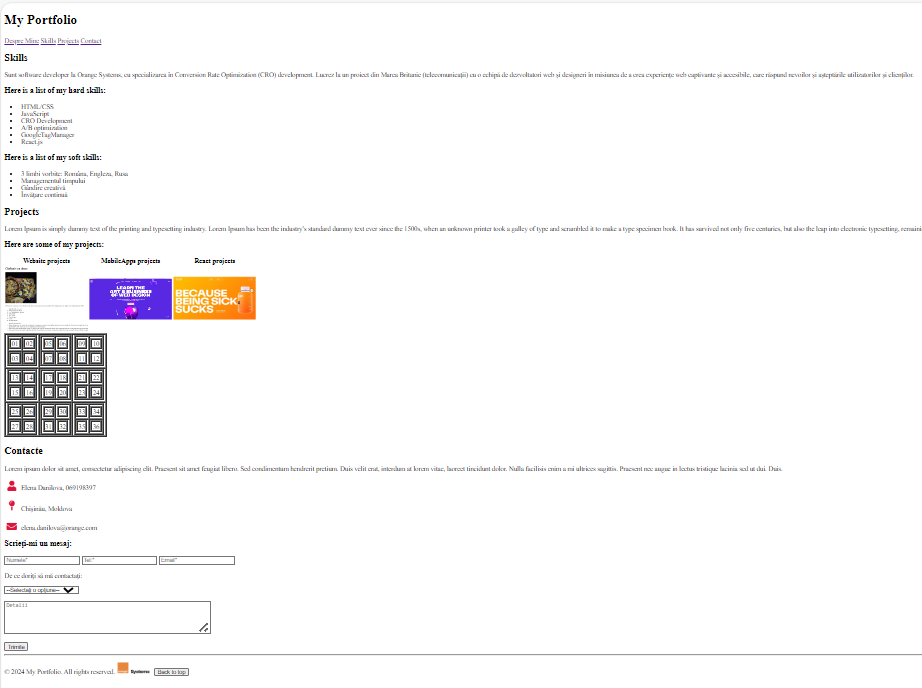 My Portfolio
Despre Mine Skills Projects Contact
Skills
Sunt software developer la Orange Systems, cu specializarea în Conversion Rate Optimization (CRO) development. Lucrez la un proiect din Marea Britanie (telecomunicații) cu o echipă de dezvoltatori web și designeri în misiunea de a crea experiențe web captivante și accesibile, care răspund nevoilor și așteptările utilizatorilor și clienților.
Here is a list of my hard skills:
HTML/CSS
JavaScript
CRO Development
A/B optimization
GoogleTagManager
React.js
Here is a list of my soft skills:
3 limbi vorbite: Româna, Engleza, Rusa
Managementul timpului
Gândire creativă
Învățare continuă
Projects
Lorem Ipsum is simply dummy text of the printing and typesetting industry. Lorem Ipsum has been the industry's standard dummy text ever since the 1500s, when an unknown printer took a galley of type and scrambled it to make a type specimen book. It has survived not only five centuries, but also the leap into electronic typesetting, remaini
Here are some of my projects:
Website projects MobileApps projects React projects
LEARN THE
ART & BUSINESS
OF WEB DESIGN
BECAUSE
BEING SICK
SUCKS
01 02 05 06 09 10
03 04 07 08 11 12
13 14 17 18 21 22
15 16 19 20 23 24
25 26 29 30 33 34
27 28 31 32 35 36
Contacte
Lorem ipsum dolor sit amet, consectetur adipiscing elit. Praesent sit amet feugiat libero. Sed condimentum hendrerit pretium. Duis velit erat, interdum at lorem vitae, laoreet tincidunt dolor. Nulla facilisis enim a mi ultrices sagittis. Praesent nec augue in lectus tristique lacinia sed ut dui. Duis.
Elena Danilova, 069198397
Chișinău, Moldova
elena.danilova@orange.com
Scrieți-mi un mesaj:
Numele* Tel:* Email*
De ce doriți să mă contactați:
--Selectați o opțiune--
Detalii
Trimite
© 2024 My Portfolio. All rights reserved. Systems Back to top